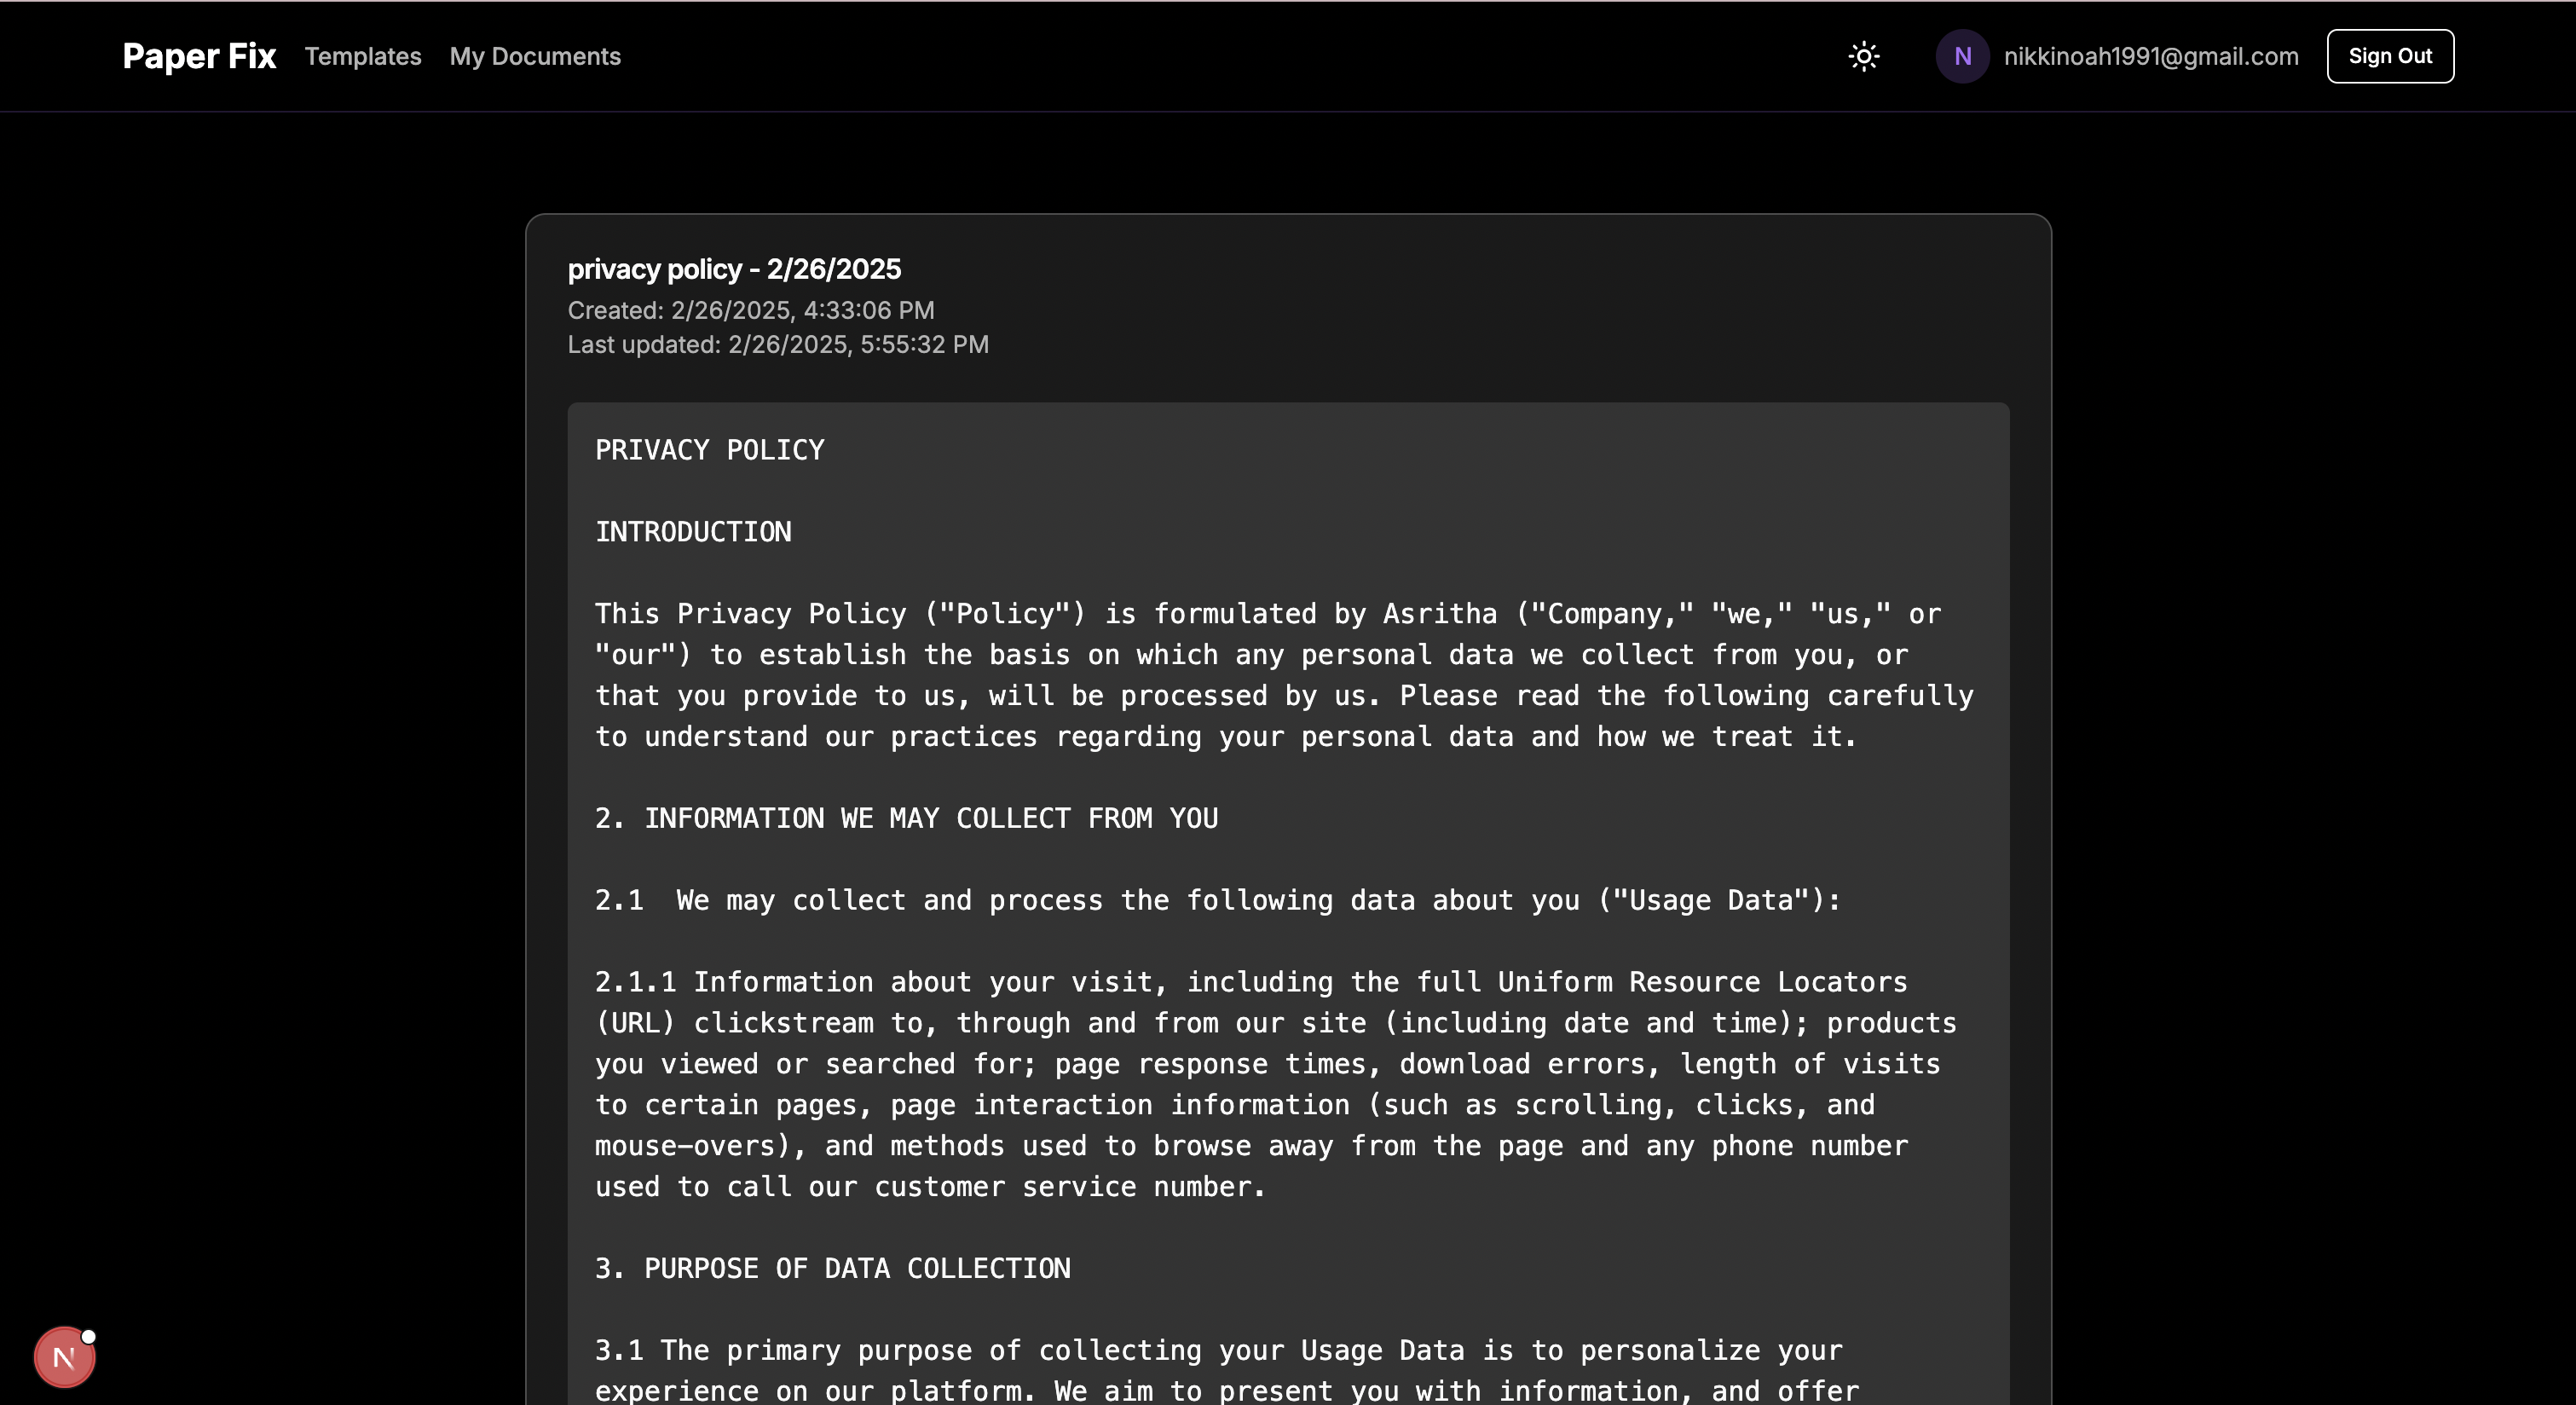 Paper Fix Templates My Documents N nikkinoah1991@gmail.com Sign Out
privacy policy - 2/26/2025
Created: 2/26/2025, 4:33:06 PM
Last updated: 2/26/2025, 5:55:32 PM
PRIVACY POLICY
INTRODUCTION
This Privacy Policy ("Policy") is formulated by Asritha ("Company," "we," "us," or
"our") to establish the basis on which any personal data we collect from you, or
that you provide to us, will be processed by us. Please read the following carefully
to understand our practices regarding your personal data and how we treat it.
2. INFORMATION WE MAY COLLECT FROM YOU
2.1  We may collect and process the following data about you ("Usage Data"):
2.1.1 Information about your visit, including the full Uniform Resource Locators
(URL) clickstream to, through and from our site (including date and time); products
you viewed or searched for; page response times, download errors, length of visits
to certain pages, page interaction information (such as scrolling, clicks, and
mouse-overs), and methods used to browse away from the page and any phone number
used to call our customer service number.
3. PURPOSE OF DATA COLLECTION
3.1 The primary purpose of collecting your Usage Data is to personalize your
experience on our platform. We aim to present you with information, and offer
N